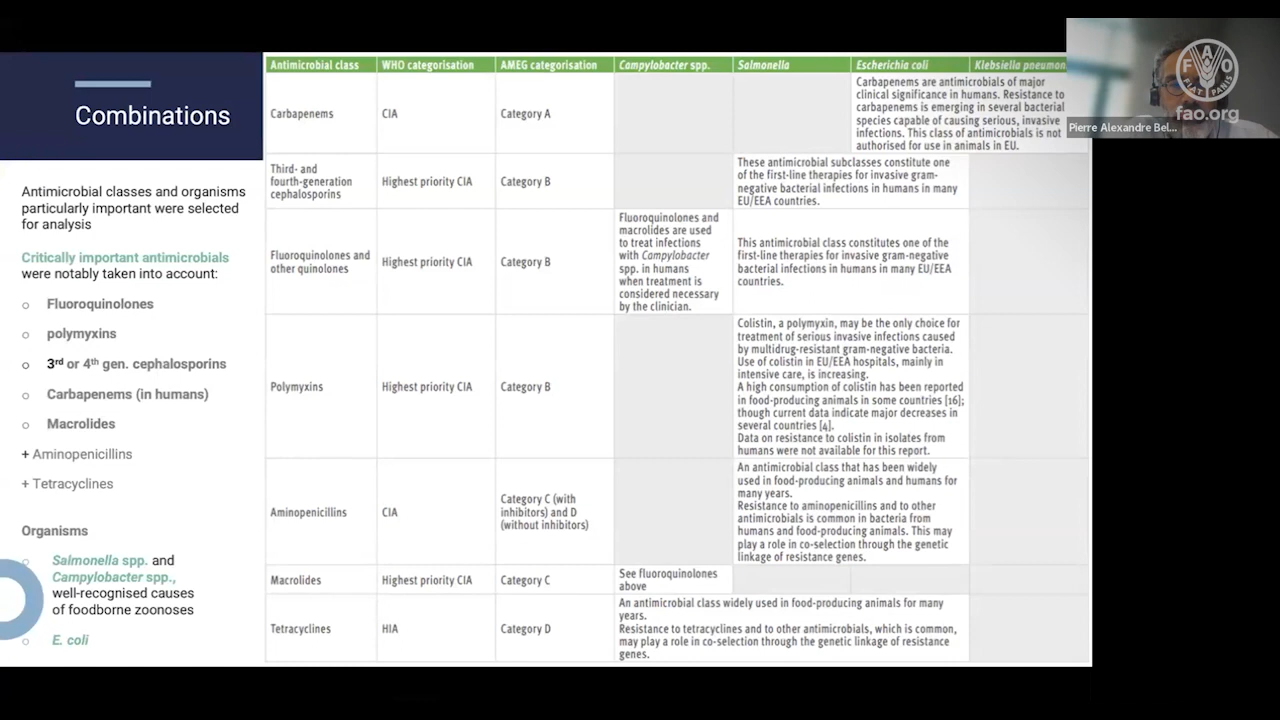 Combinations
Antimicrobial classes and organisms
particularly important were selected
for analysis
Critically important antimicrobials
were notably taken into account:
o Fluoroquinolones
o polymyxins
o 3rd or 4th gen. cephalosporins
o Carbapenems (in humans)
o Macrolides
+ Aminopenicillins
+ Tetracyclines
Organisms
o Salmonella spp. and
Campylobacter spp.,
well-recognised causes
of foodborne zoonoses
o E. coli
Antimicrobial class WHO categorisation AMEG categorisation Campylobacter spp. Salmonella Escherichia coli Klebsiella pneumon
Carbapenems CIA Category A
Carbapenems are antimicrobials of major
clinical significance in humans. Resistance to
carbapenems is emerging in several bacterial
species capable of causing serious, invasive
infections. This class of antimicrobials is not
authorised for use in animals in EU.
Third- and
fourth-generation
cephalosporins
Highest priority CIA Category B
These antimicrobial subclasses constitute one
of the first-line therapies for invasive gram-
negative bacterial infections in humans in many
EU/EEA countries.
Fluoroquinolones and
other quinolones
Highest priority CIA Category B
Fluoroquinolones and
macrolides are used
to treat infections
with Campylobacter
spp. in humans
when treatment is
considered necessary
by the clinician.
This antimicrobial class constitutes one of the
first-line therapies for invasive gram-negative
bacterial infections in humans in many EU/EEA
countries.
Polymyxins Highest priority CIA Category B
Colistin, a polymyxin, may be the only choice for
treatment of serious invasive infections caused
by multidrug-resistant gram-negative bacteria.
Use of colistin in EU/EEA hospitals, mainly in
intensive care, is increasing.
A high consumption of colistin has been reported
in food-producing animals in some countries [16];
though current data indicate major decreases in
several countries [4].
Data on resistance to colistin in isolates from
humans were not available for this report.
Aminopenicillins CIA
Category C (with
inhibitors) and D
(without inhibitors)
An antimicrobial class that has been widely
used in food-producing animals and humans for
many years.
Resistance to aminopenicillins and to other
antimicrobials is common in bacteria from
humans and food-producing animals. This may
play a role in co-selection through the genetic
linkage of resistance genes.
Macrolides Highest priority CIA Category C
See fluoroquinolones
above
Tetracyclines HIA Category D
An antimicrobial class widely used in food-producing animals for many
years.
Resistance to tetracyclines and to other antimicrobials, which is common,
may play a role in co-selection through the genetic linkage of resistance
genes.
F A O
FIAT PANIS
fao.org
Pierre Alexandre Bel...